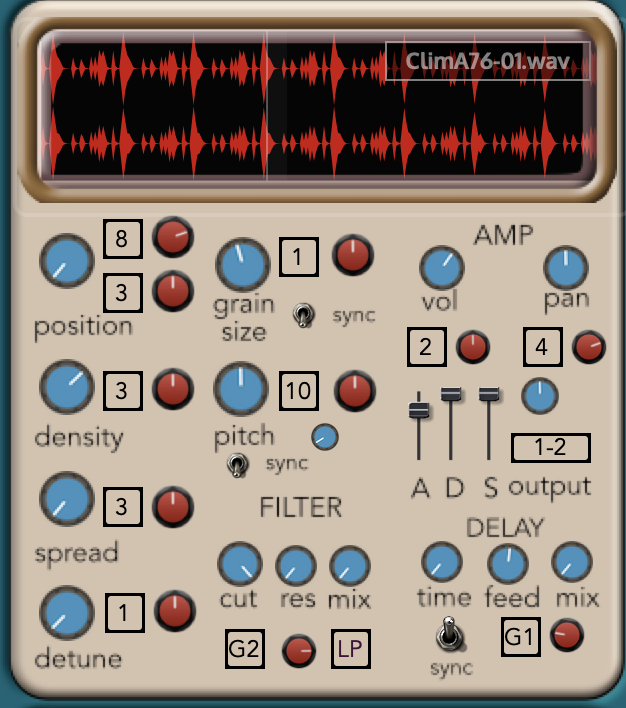 ClimA76-01.wav
8
3
position
1
grain
size
sync
AMP
vol
pan
2
4
3
density
10
pitch
sync
1-2
A D S output
3
spread
FILTER
cut res mix
G2
LP
DELAY
time feed mix
G1
sync
1
detune